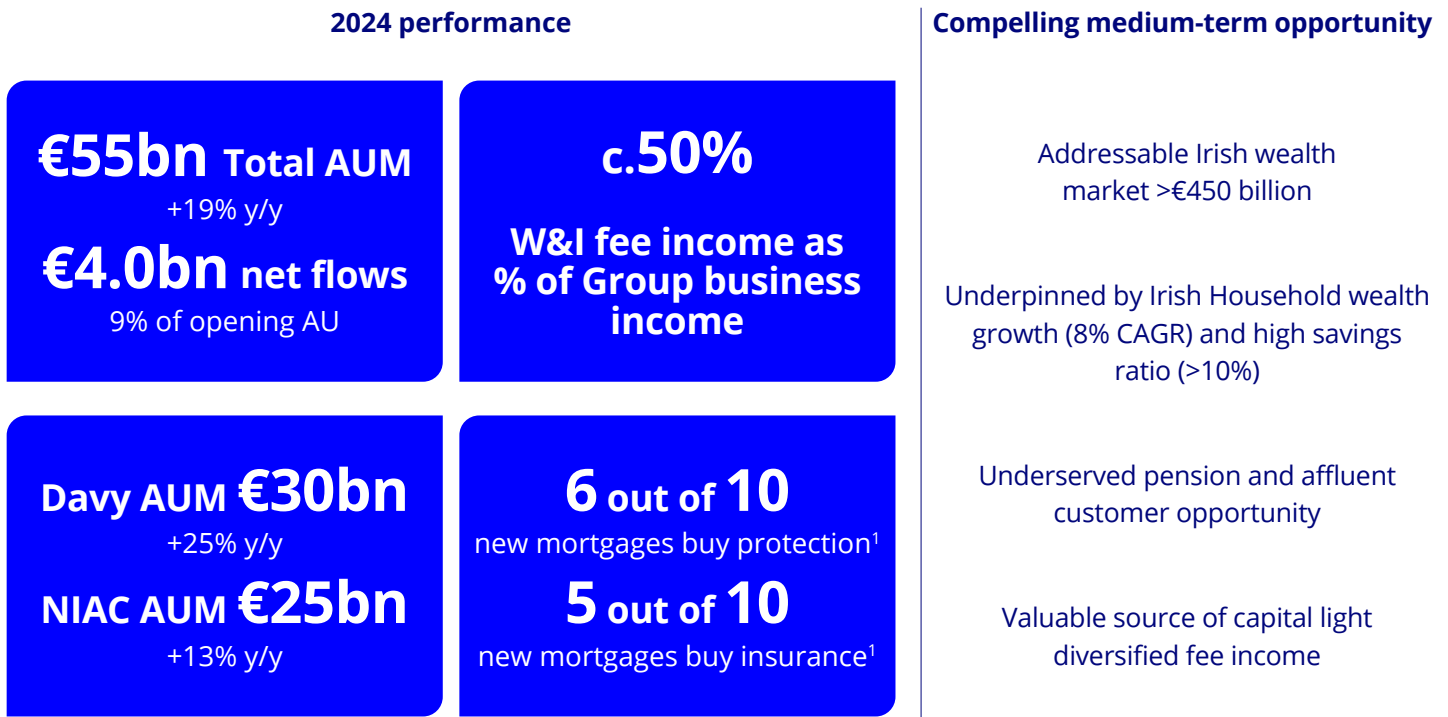 2024 performance
€55bn Total AUM
+19% y/y
€4.0bn net flows
9% of opening AU
c.50%
W&I fee income as
% of Group business
income
Davy AUM €30bn
+25% y/y
NIAC AUM €25bn
+13% y/y
6 out of 10
new mortgages buy protection¹
5 out of 10
new mortgages buy insurance¹
Compelling medium-term opportunity
Addressable Irish wealth
market >€450 billion
Underpinned by Irish Household wealth
growth (8% CAGR) and high savings
ratio (>10%)
Underserved pension and affluent
customer opportunity
Valuable source of capital light
diversified fee income